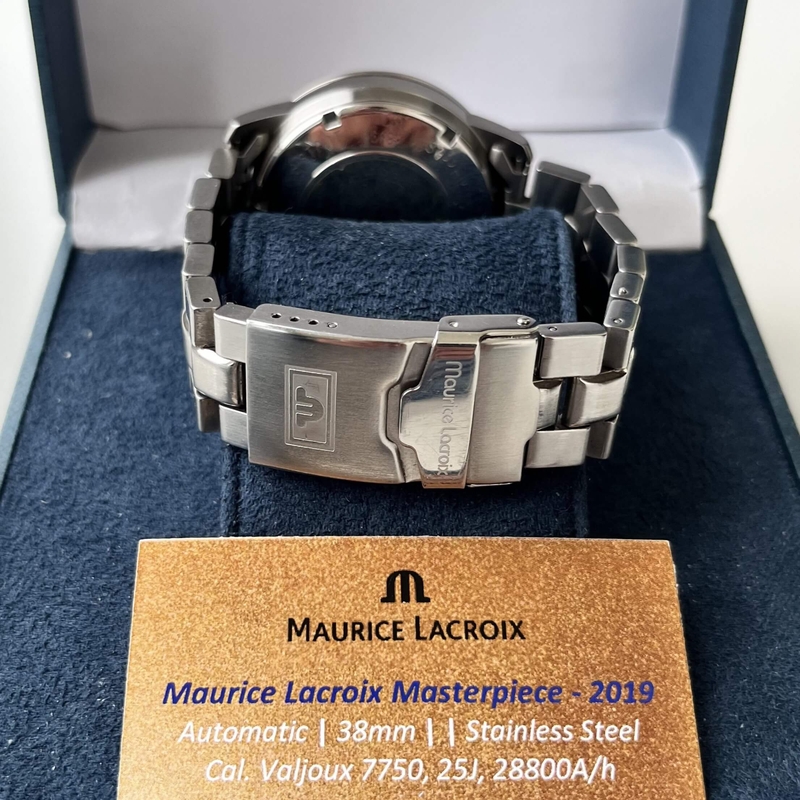 Maurice Lacroix
MAURICE LACROIX
Maurice Lacroix Masterpiece - 2019
Automatic | 38mm | | Stainless Steel
Cal. Valjoux 7750, 25J, 28800A/h